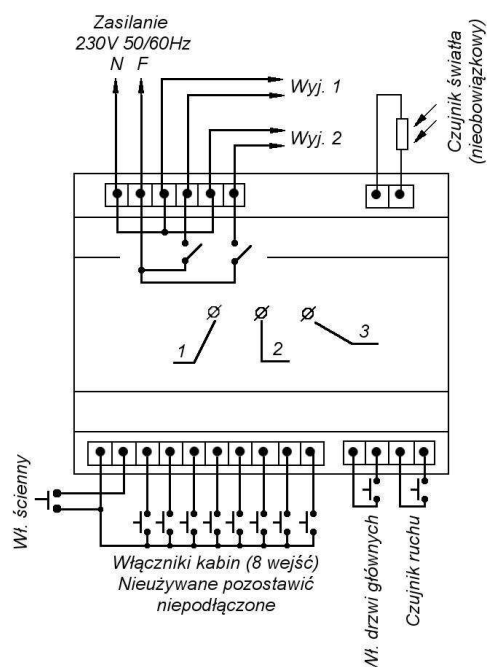 Zasilanie
230V 50/60Hz
N F
Wyj. 1
Wyj. 2
Czujnik światła
(nieobowiązkowy)
1
2
3
Wł. ścienny
Włączniki kabin (8 wejść)
Nieużywane pozostawić
niepodłączone
Wł. drzwi głównych
Czujnik ruchu